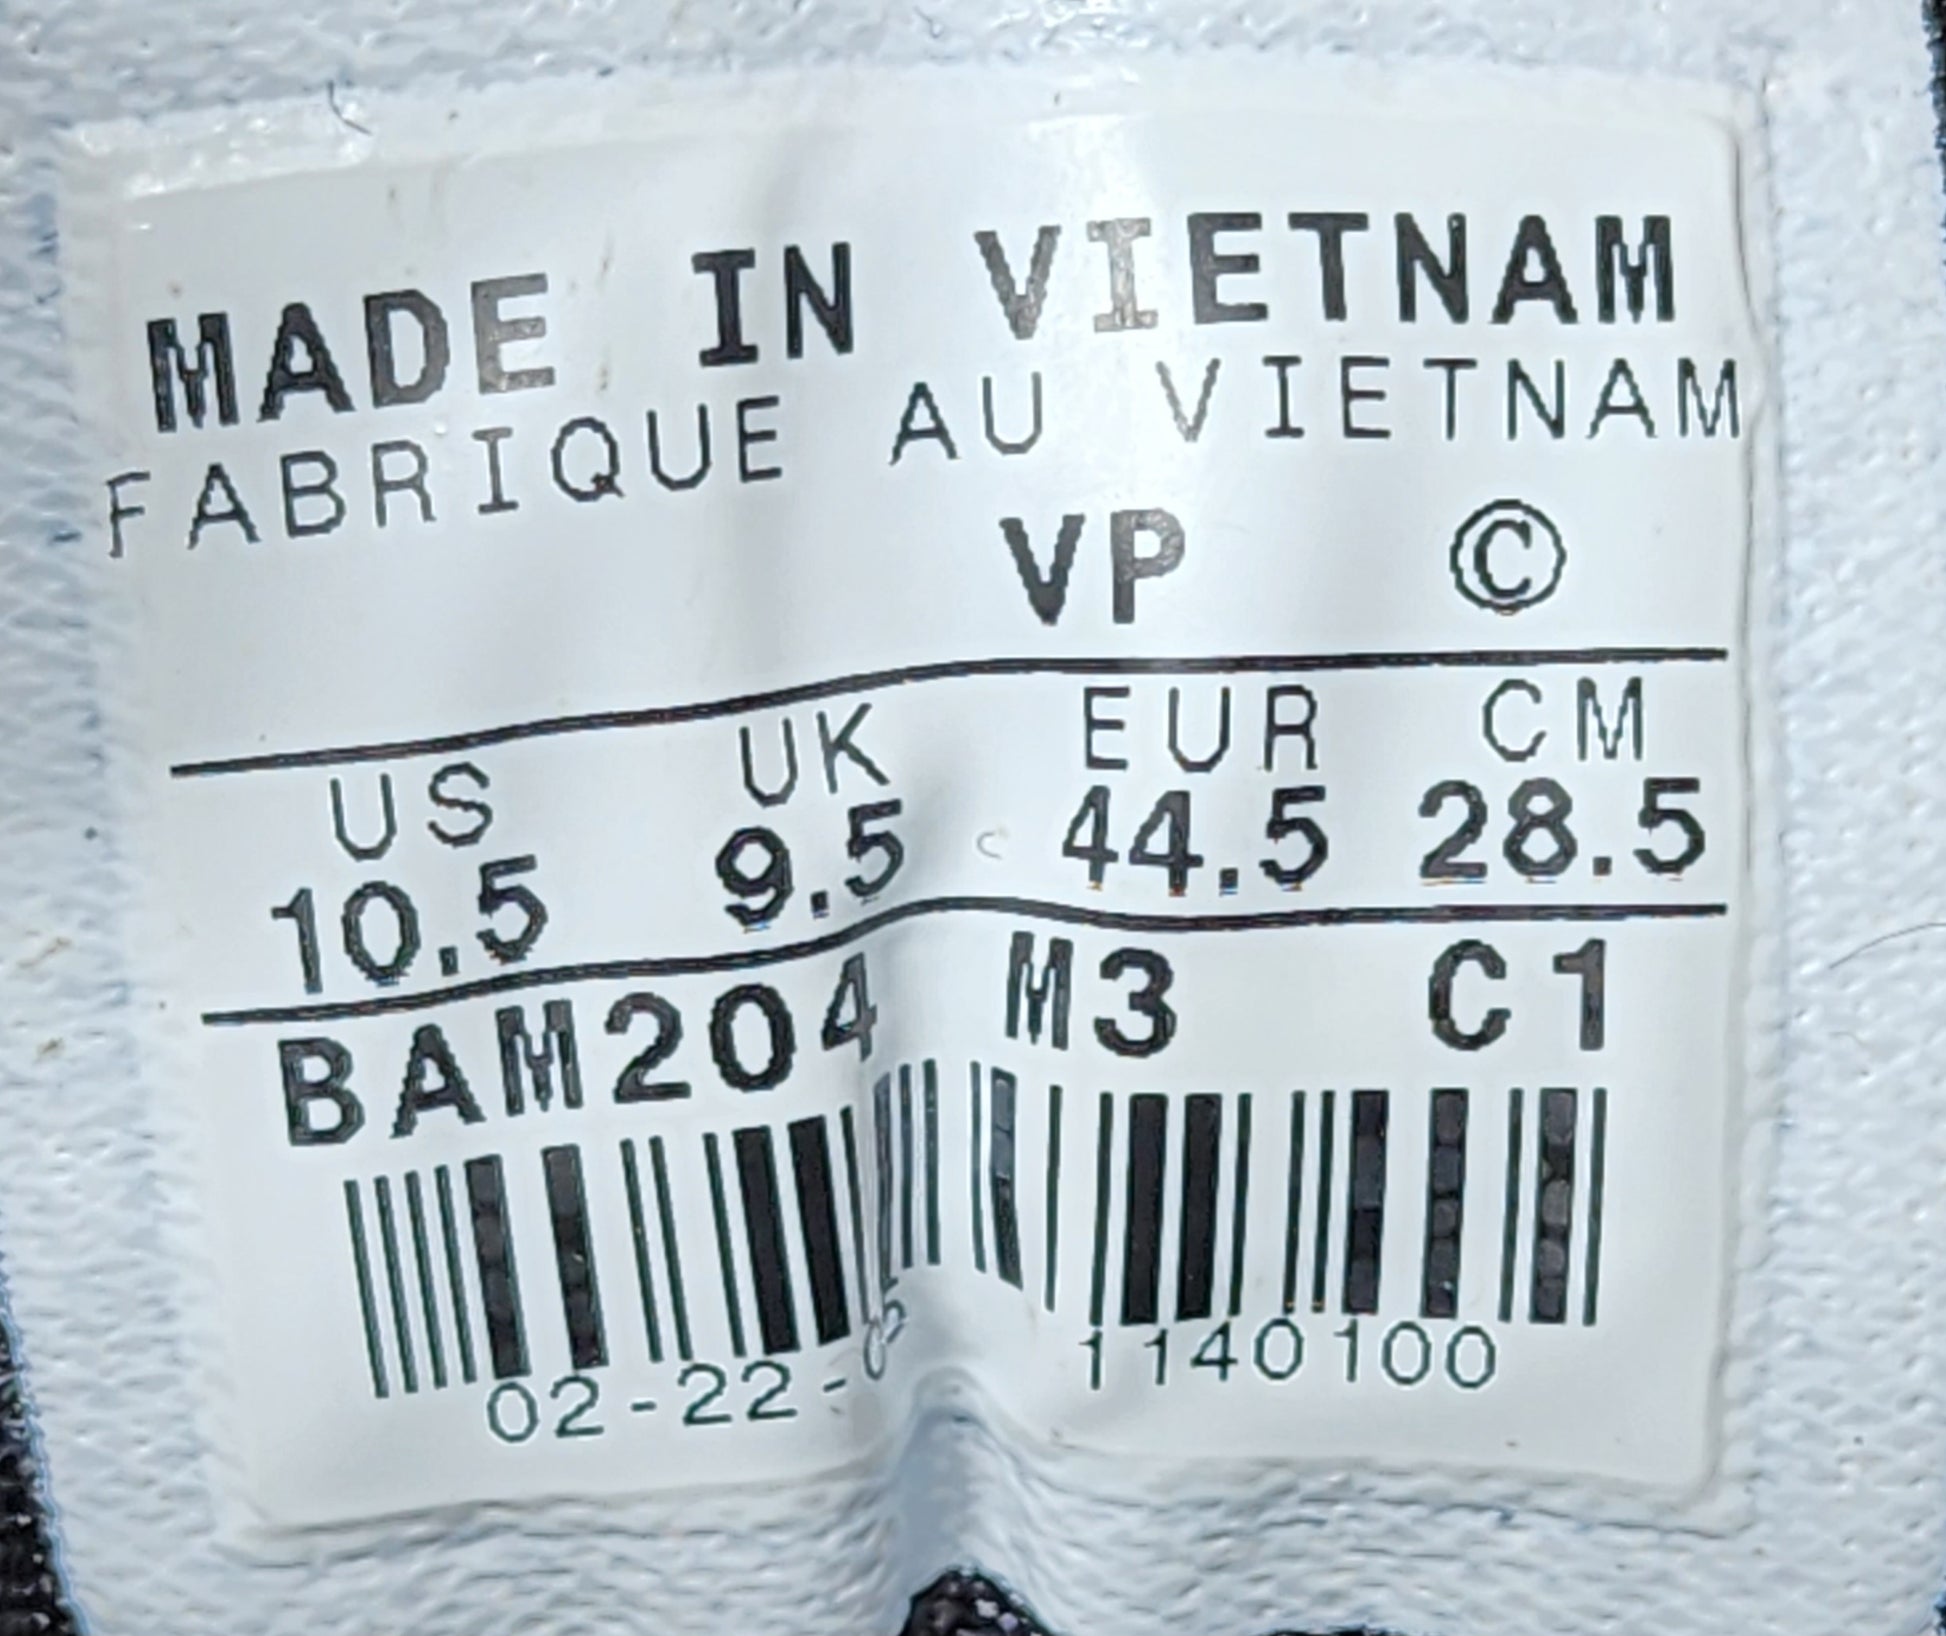 MADE IN VIETNAM
FABRIQUE AU VIETNAM
VP ©
US UK EUR CM
10.5 9.5 44.5 28.5
BAM204 M3 C1
1140100